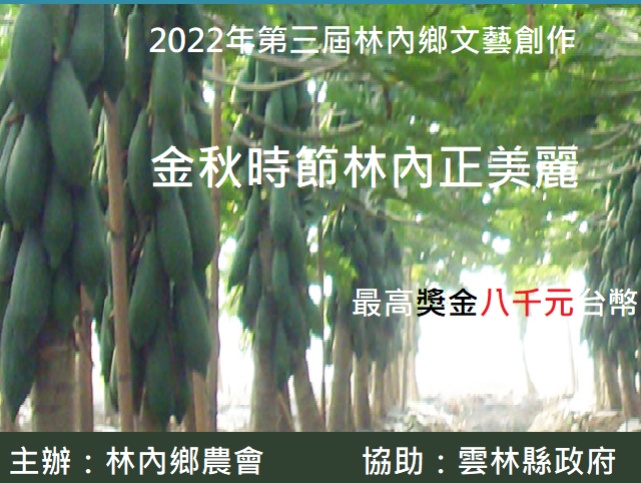 2022年第三屆林內鄉文藝創作
金秋時節林內正美麗
最高獎金八千元台幣
主辦：林內鄉農會 協助：雲林縣政府